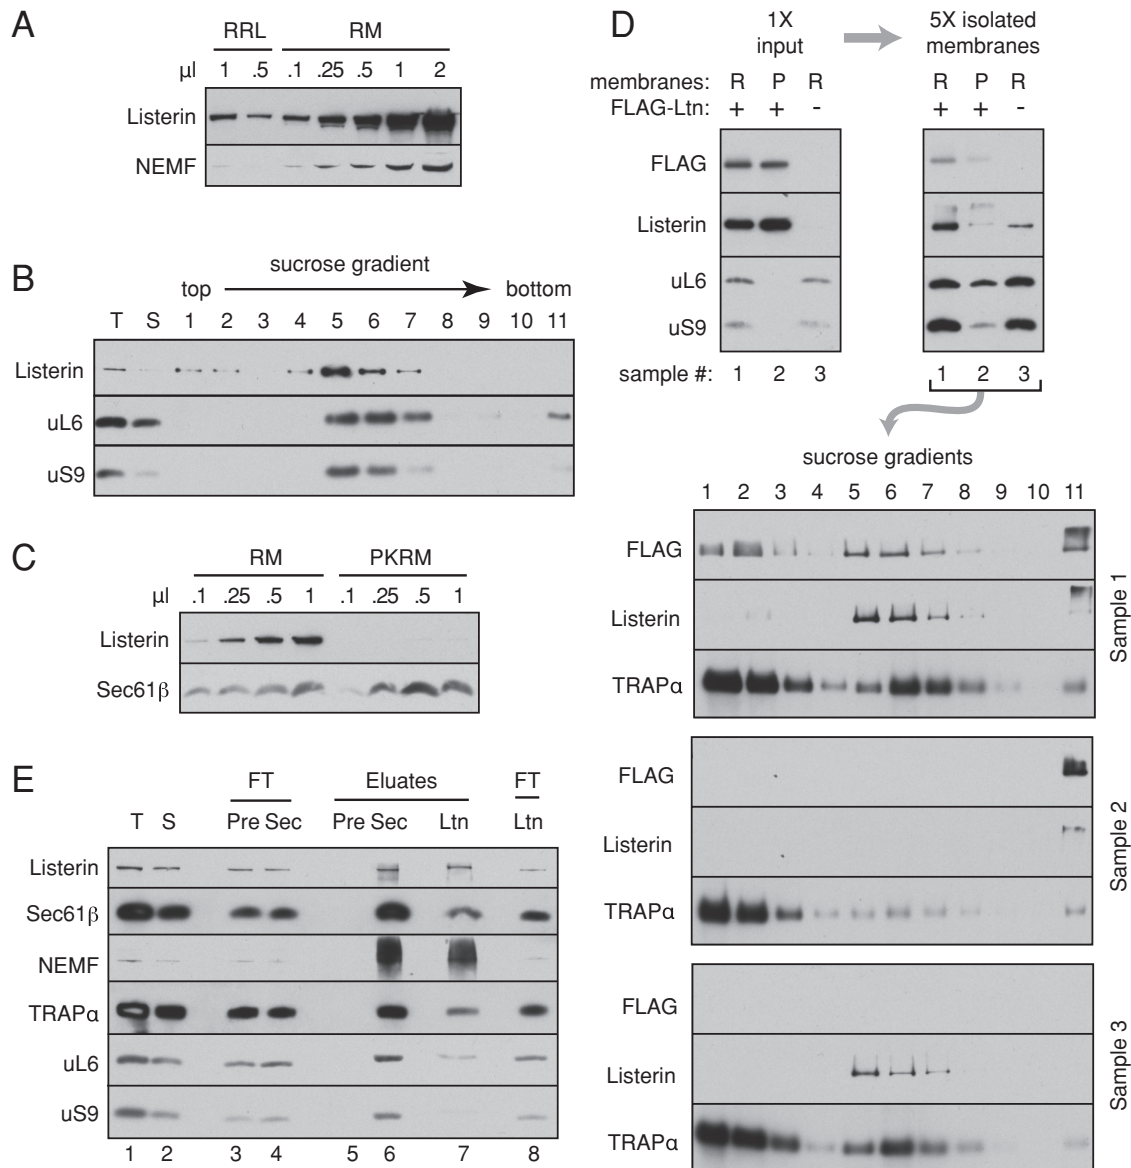 A
RRL RM
µl 1 .5 .1 .25 .5 1 2
Listerin
NEMF
B
sucrose gradient
top bottom
T S 1 2 3 4 5 6 7 8 9 10 11
Listerin
uL6
uS9
C
RM PKRM
µl .1 .25 .5 1 .1 .25 .5 1
Listerin
Sec61β
E
FT Eluates FT
T S Pre Sec Pre Sec Ltn Ltn
Listerin
Sec61β
NEMF
TRAPα
uL6
uS9
1 2 3 4 5 6 7 8
D
1X
input
5X isolated
membranes
membranes: R P R R P R
FLAG-Ltn: + + - + + -
FLAG
Listerin
uL6
uS9
sample #: 1 2 3 1 2 3
sucrose gradients
1 2 3 4 5 6 7 8 9 10 11
FLAG
Listerin
TRAPα
Sample 1
FLAG
Listerin
TRAPα
Sample 2
FLAG
Listerin
TRAPα
Sample 3